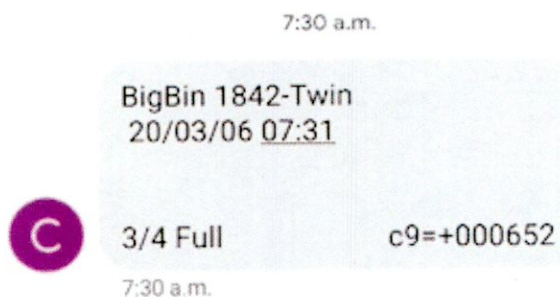 7:30 a.m.
BigBin 1842-Twin
20/03/06 07:31
C
3/4 Full c9=+000652
7:30 a.m.